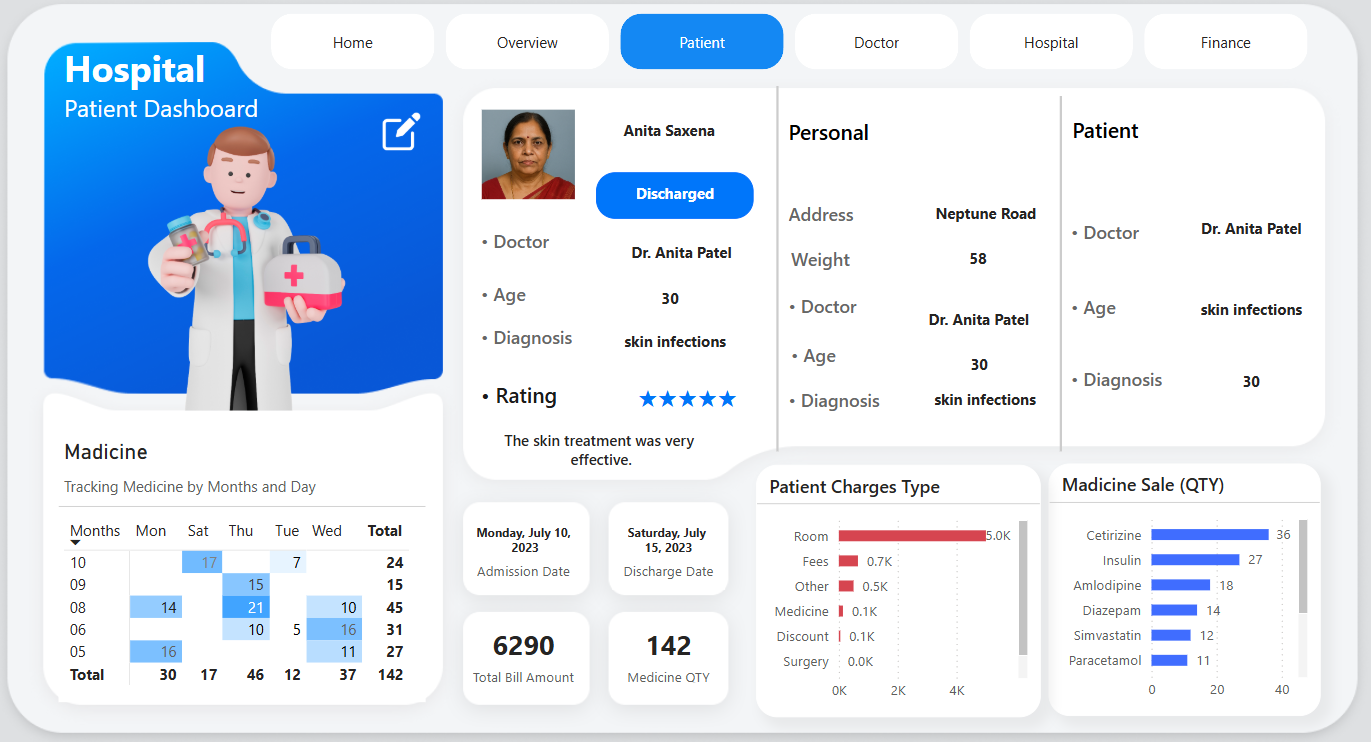 Home
Overview
Patient
Doctor
Hospital
Finance
Hospital
Patient Dashboard
Anita Saxena
Discharged
• Doctor
Dr. Anita Patel
• Age
30
• Diagnosis
skin infections
• Rating
★★★★★
The skin treatment was very
effective.
Personal
Address
Neptune Road
Weight
58
• Doctor
Dr. Anita Patel
• Age
30
• Diagnosis
skin infections
Patient
• Doctor
Dr. Anita Patel
• Age
skin infections
• Diagnosis
30
Madicine
Tracking Medicine by Months and Day
Months Mon Sat Thu Tue Wed Total
10 17 7 24
09 15 15
08 14 21 10 45
06 10 5 16 31
05 16 11 27
Total 30 17 46 12 37 142
Monday, July 10,
2023
Admission Date
Saturday, July
15, 2023
Discharge Date
6290
Total Bill Amount
142
Medicine QTY
Patient Charges Type
Room 5.0K
Fees 0.7K
Other 0.5K
Medicine 0.1K
Discount 0.1K
Surgery 0.0K
0K 2K 4K
Madicine Sale (QTY)
Cetirizine 36
Insulin 27
Amlodipine 18
Diazepam 14
Simvastatin 12
Paracetamol 11
0 20 40